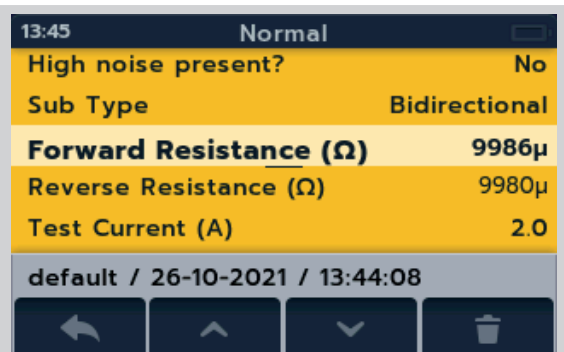 13:45 Normal
High noise present? No
Sub Type Bidirectional
Forward Resistance (Ω) 9986µ
Reverse Resistance (Ω) 9980µ
Test Current (A) 2.0
default / 26-10-2021 / 13:44:08